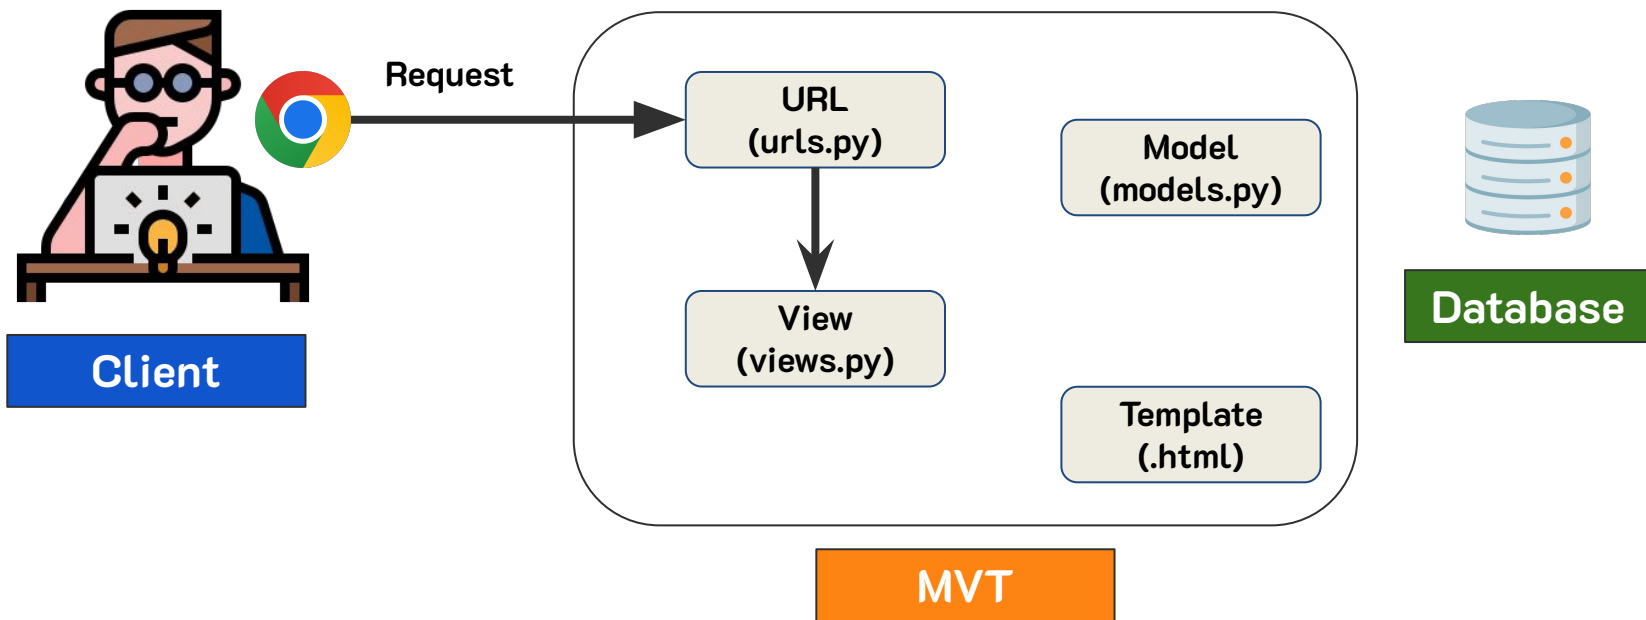 Request
URL
(urls.py)
Model
(models.py)
View
(views.py)
Template
(.html)
Client
Database
MVT